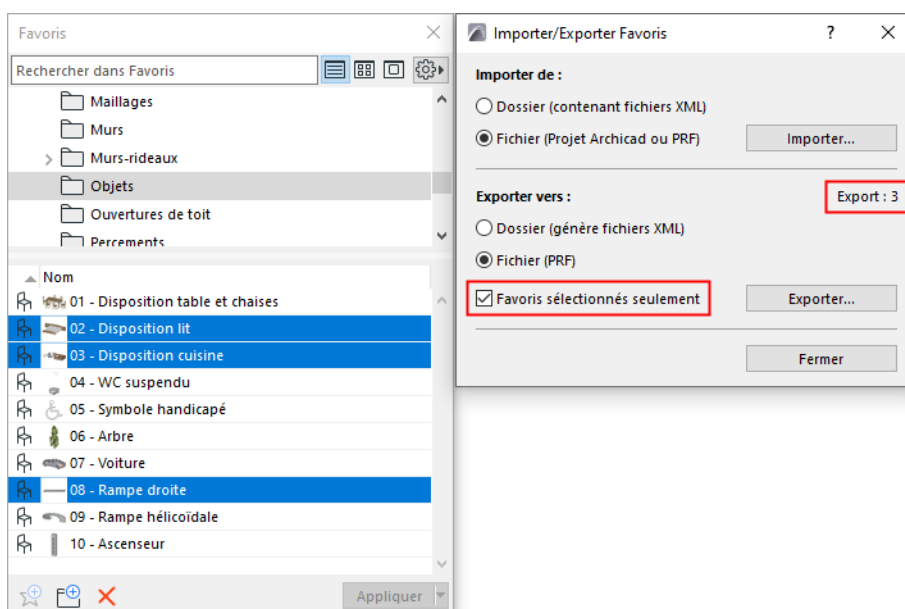 Favoris
Rechercher dans Favoris
Maillages
Murs
Murs-rideaux
Objets
Ouvertures de toit
Percements
Nom
01 - Disposition table et chaises
02 - Disposition lit
03 - Disposition cuisine
04 - WC suspendu
05 - Symbole handicapé
06 - Arbre
07 - Voiture
08 - Rampe droite
09 - Rampe hélicoïdale
10 - Ascenseur
Appliquer
Importer/Exporter Favoris
?
Importer de :
Dossier (contenant fichiers XML)
Fichier (Projet Archicad ou PRF)
Importer...
Exporter vers :
Export : 3
Dossier (génère fichiers XML)
Fichier (PRF)
Favoris sélectionnés seulement
Exporter...
Fermer